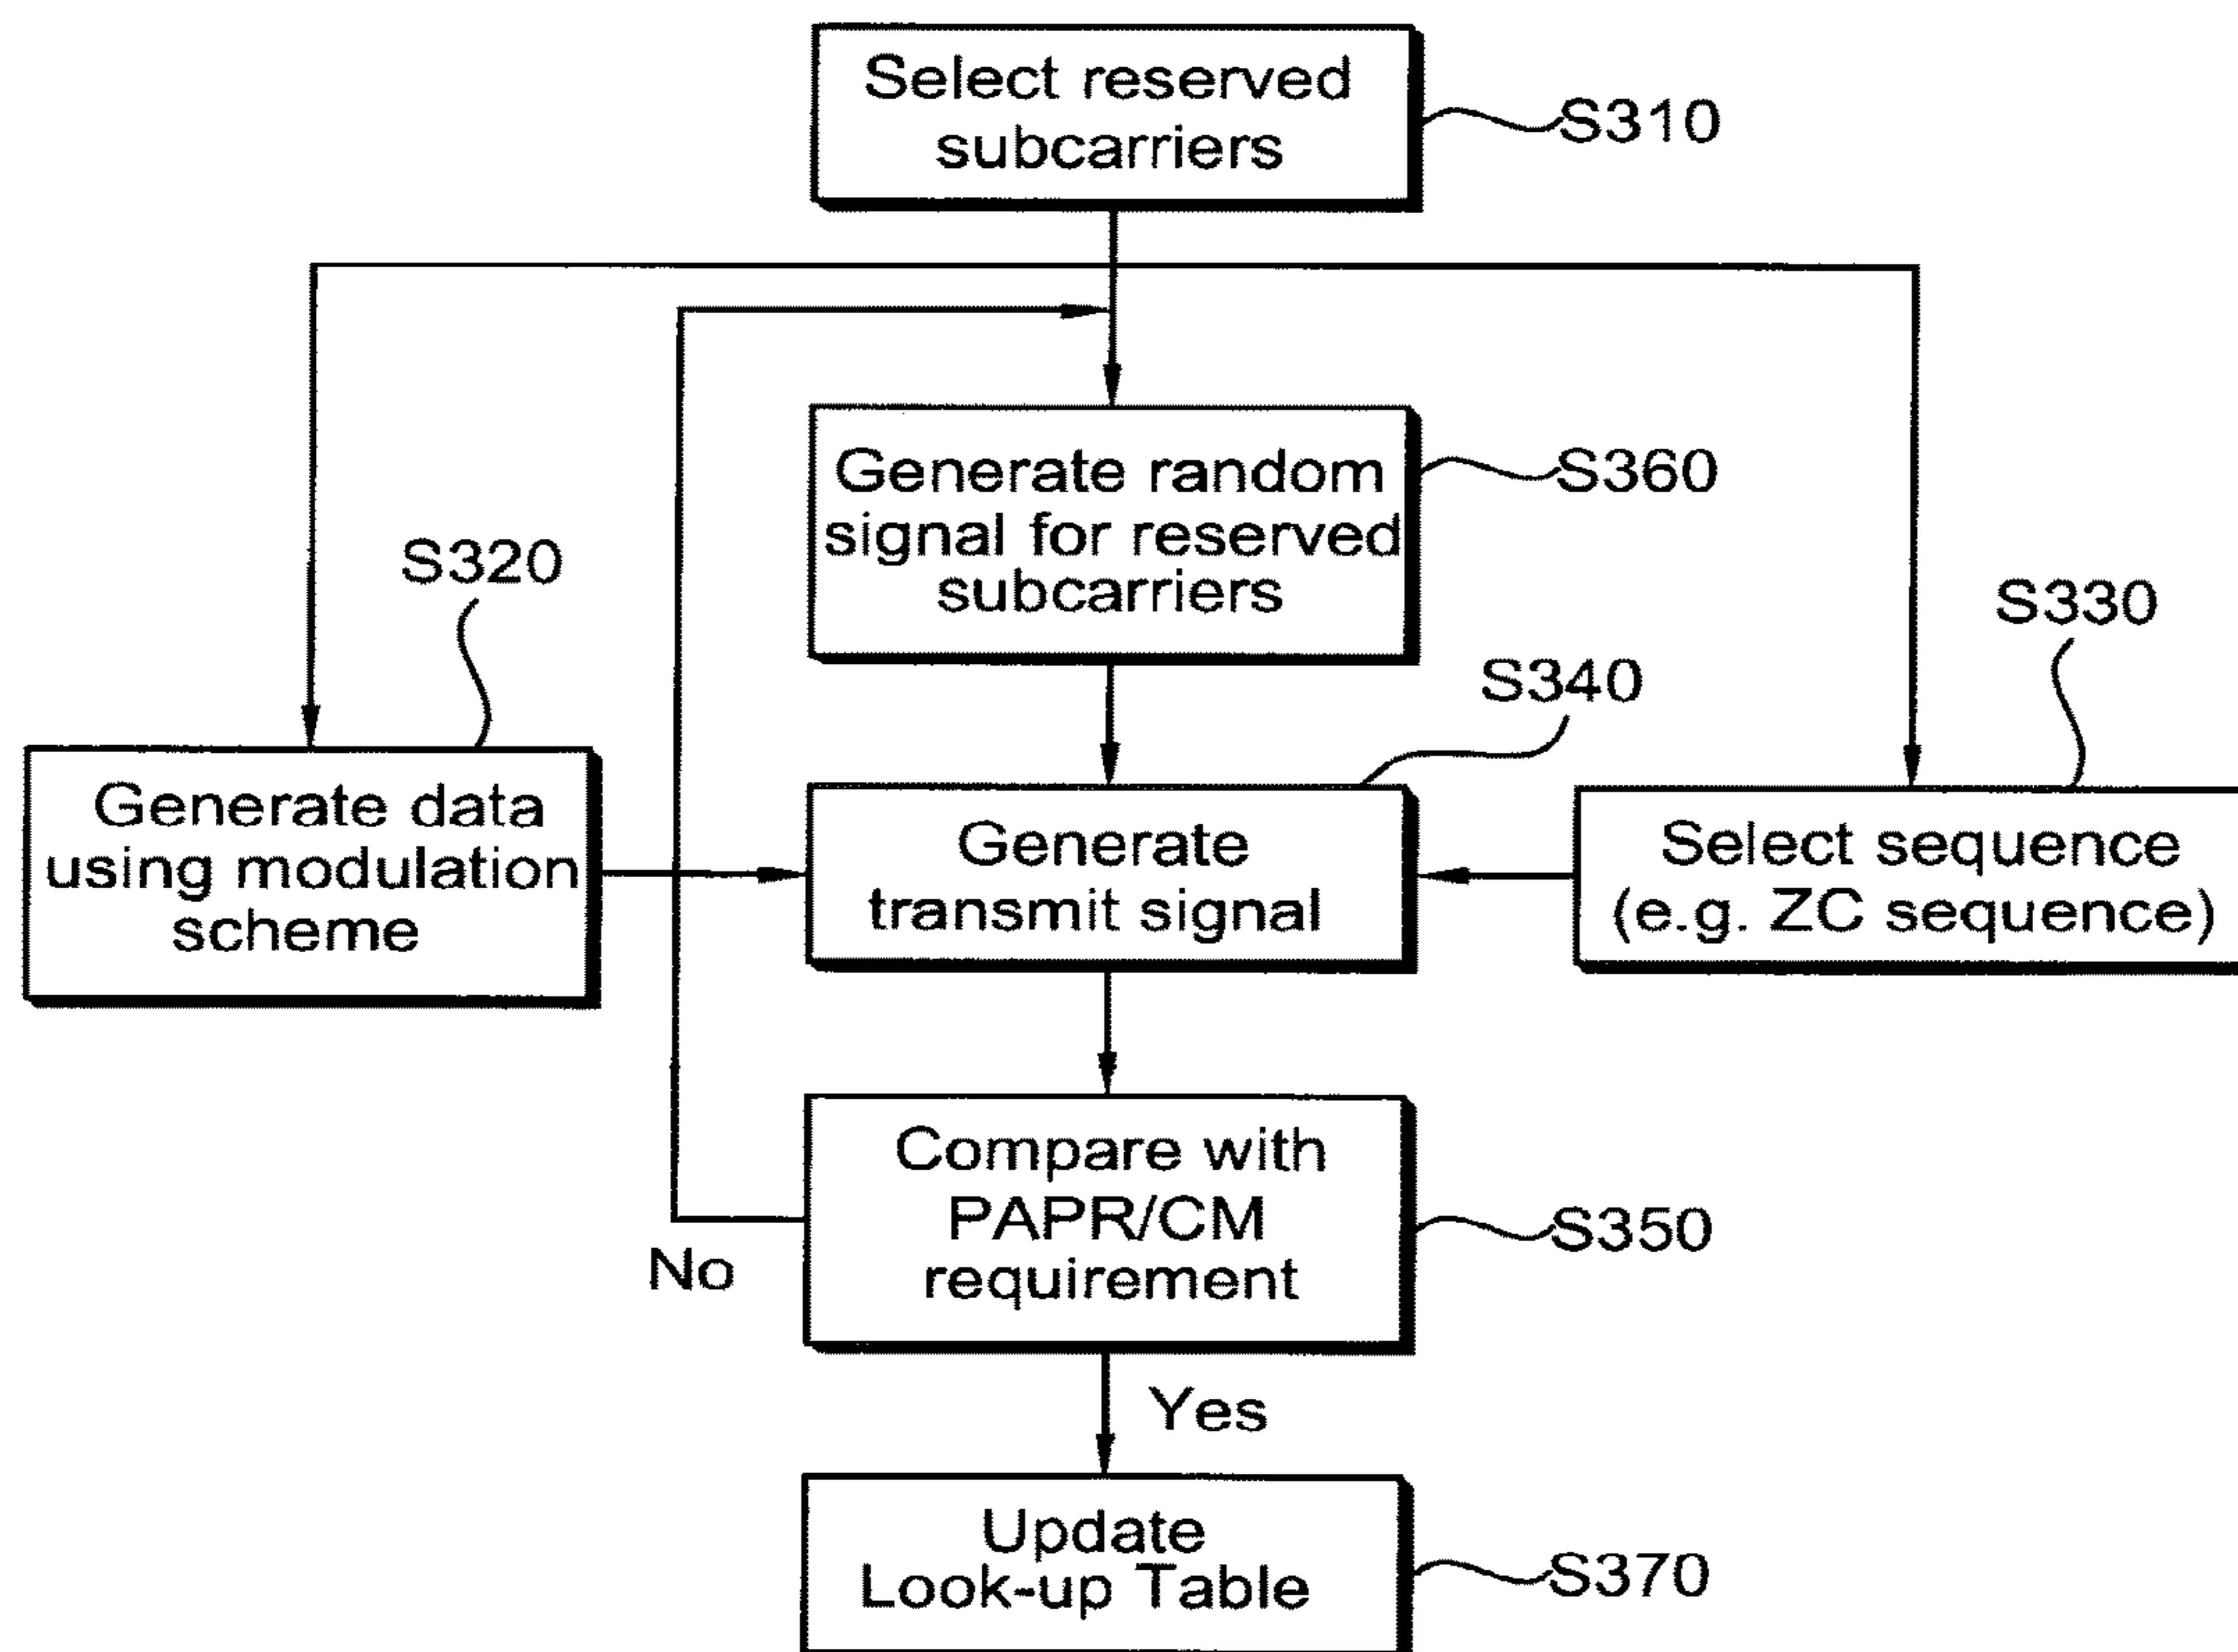 Select reserved
subcarriers
S310
Generate random
signal for reserved
subcarriers
S360
S320
S330
S340
Generate data
using modulation
scheme
Generate
transmit signal
Select sequence
(e.g. ZC sequence)
Compare with
PAPR/CM
requirement
S350
No
Yes
Update
Look-up Table
S370